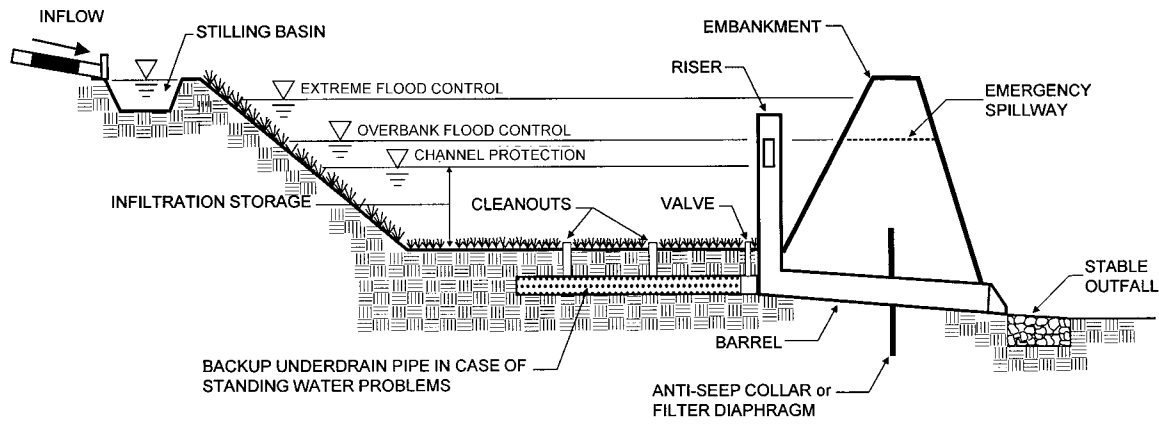 INFLOW
STILLING BASIN
EMBANKMENT
RISER
EXTREME FLOOD CONTROL
EMERGENCY
SPILLWAY
OVERBANK FLOOD CONTROL
CHANNEL PROTECTION
INFILTRATION STORAGE
CLEANOUTS
VALVE
STABLE
OUTFALL
BARREL
BACKUP UNDERDRAIN PIPE IN CASE OF
STANDING WATER PROBLEMS
ANTI-SEEP COLLAR or
FILTER DIAPHRAGM